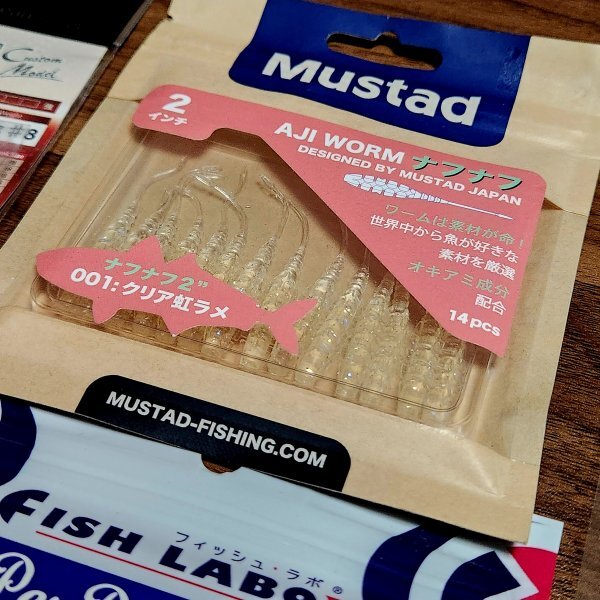 Custom
Model
#8
Mustad
2
インチ
AJI WORM ナフナフ
DESIGNED BY MUSTAD JAPAN
ワームは素材が命!
世界中から魚が好きな
素材を厳選
オキアミ成分
配合
14pcs
ナフナフ2"
001:クリア虹ラメ
MUSTAD-FISHING.COM
フィッシュ・ラボ®
FISH LABO